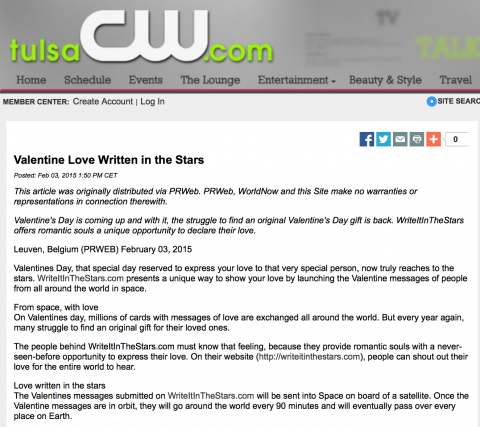 TV
tulsaCW.com
TALK
Home Schedule Events The Lounge Entertainment Beauty & Style Travel
MEMBER CENTER: Create Account | Log In SITE SEARC
0
Valentine Love Written in the Stars
Posted: Feb 03, 2015 1:50 PM CET
This article was originally distributed via PRWeb. PRWeb, WorldNow and this Site make no warranties or
representations in connection therewith.
Valentine's Day is coming up and with it, the struggle to find an original Valentine's Day gift is back. WriteItInTheStars
offers romantic souls a unique opportunity to declare their love.
Leuven, Belgium (PRWEB) February 03, 2015
Valentines Day, that special day reserved to express your love to that very special person, now truly reaches to the
stars. WriteItInTheStars.com presents a unique way to show your love by launching the Valentine messages of people
from all around the world in space.
From space, with love
On Valentines day, millions of cards with messages of love are exchanged all around the world. But every year again,
many struggle to find an original gift for their loved ones.
The people behind WriteItInTheStars.com must know that feeling, because they provide romantic souls with a never-
seen-before opportunity to express their love. On their website (http://writeitinthestars.com), people can shout out their
love for the entire world to hear.
Love written in the stars
The Valentines messages submitted on WriteItInTheStars.com will be sent into Space on board of a satellite. Once the
Valentine messages are in orbit, they will go around the world every 90 minutes and will eventually pass over every
place on Earth.